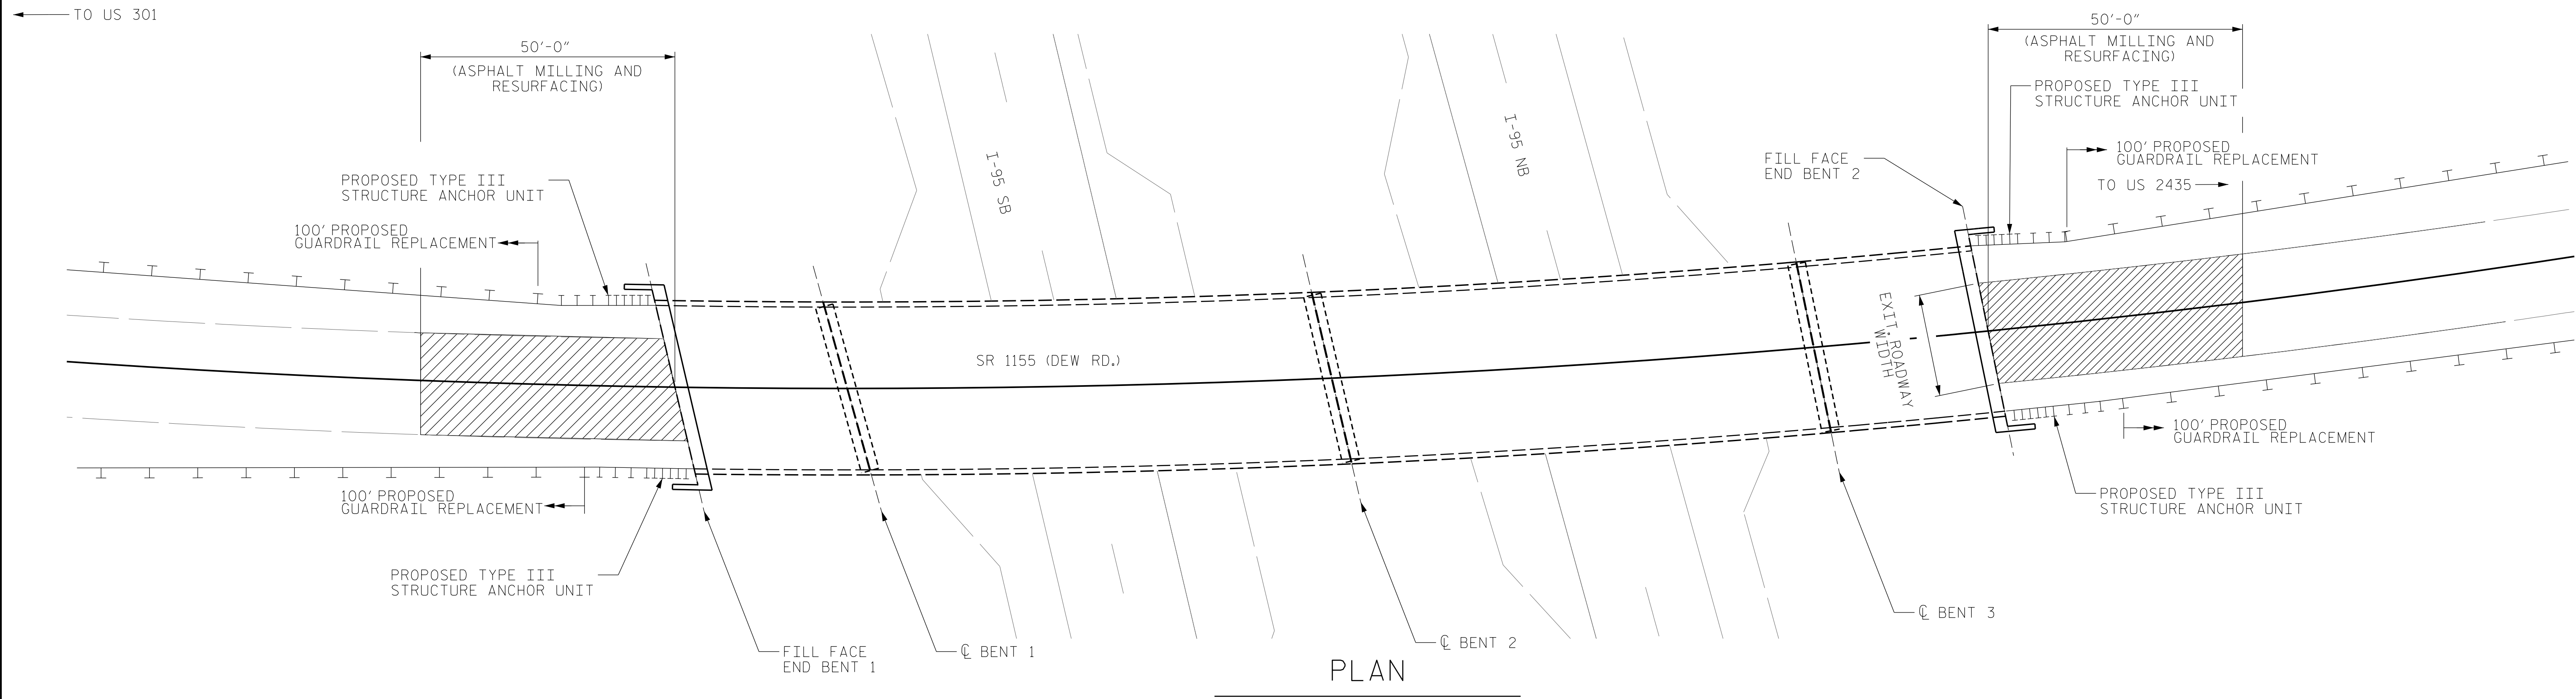 TO US 301
50'-0"
(ASPHALT MILLING AND
RESURFACING)
50'-0"
(ASPHALT MILLING AND
RESURFACING)
PROPOSED TYPE III
STRUCTURE ANCHOR UNIT
100' PROPOSED
GUARDRAIL REPLACEMENT
TO US 2435
I-95 SB
I-95 NB
FILL FACE
END BENT 2
PROPOSED TYPE III
STRUCTURE ANCHOR UNIT
100' PROPOSED
GUARDRAIL REPLACEMENT
SR 1155 (DEW RD.)
EXIT. ROADWAY
WIDTH
100' PROPOSED
GUARDRAIL REPLACEMENT
100' PROPOSED
GUARDRAIL REPLACEMENT
PROPOSED TYPE III
STRUCTURE ANCHOR UNIT
PROPOSED TYPE III
STRUCTURE ANCHOR UNIT
FILL FACE
END BENT 1
℄ BENT 1
℄ BENT 2
℄ BENT 3
PLAN